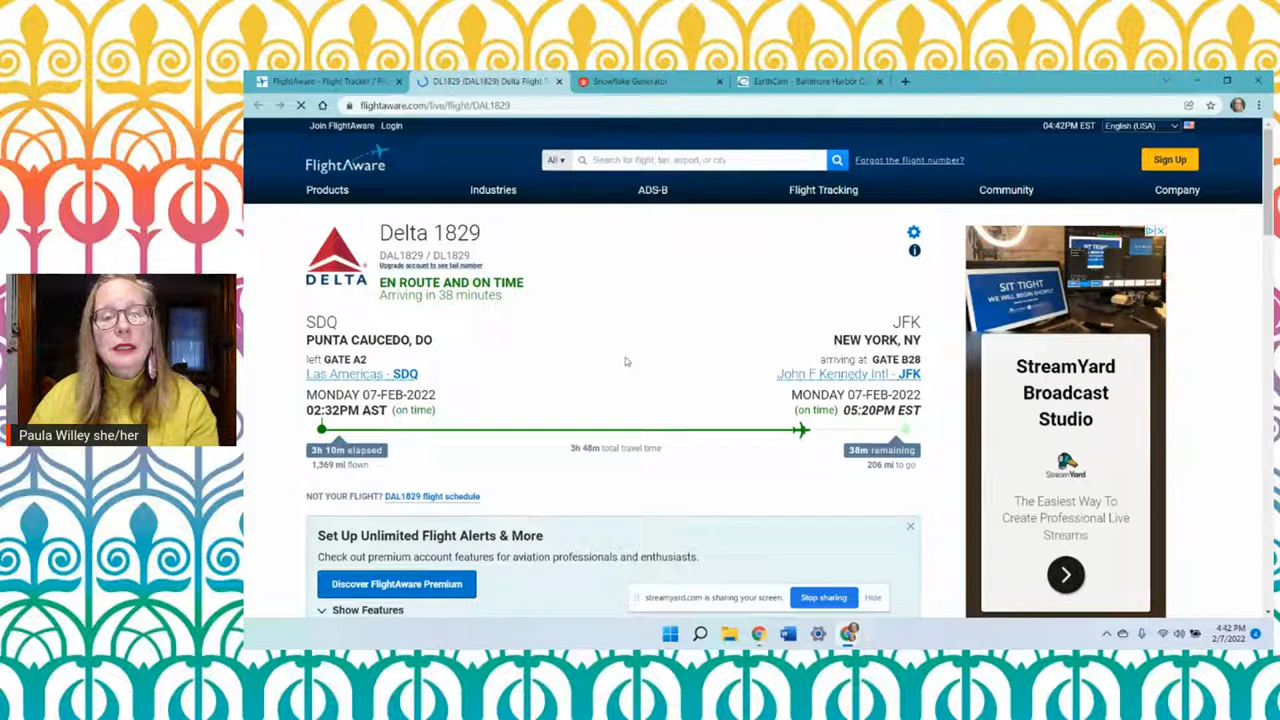 FlightAware - Flight Tracker / Fli
DL1829 (DAL1829) Delta Flight T
Snowflake Generator
EarthCam - Baltimore Harbor C
flightaware.com/live/flight/DAL1829
Join FlightAware Login
04:42PM EST English (USA)
FlightAware
All
Search for flight, tail, airport, or city
Forgot the flight number?
Sign Up
Products Industries ADS-B Flight Tracking Community Company
DELTA
Delta 1829
DAL1829 / DL1829
Upgrade account to see tail number
EN ROUTE AND ON TIME
Arriving in 38 minutes
SDQ
PUNTA CAUCEDO, DO
left GATE A2
Las Americas - SDQ
MONDAY 07-FEB-2022
02:32PM AST (on time)
JFK
NEW YORK, NY
arriving at GATE B28
John F Kennedy Intl - JFK
MONDAY 07-FEB-2022
(on time) 05:20PM EST
3h 10m elapsed
1,369 mi flown
3h 48m total travel time
38m remaining
206 mi to go
NOT YOUR FLIGHT? DAL1829 flight schedule
Set Up Unlimited Flight Alerts & More
Check out premium account features for aviation professionals and enthusiasts.
Discover FlightAware Premium
Show Features
SIT TIGHT
WE WILL BEGIN SHORTLY
StreamYard
Broadcast
Studio
StreamYard
The Easiest Way To
Create Professional Live
Streams
streamyard.com is sharing your screen.
Stop sharing
Hide
4:42 PM
2/7/2022
4
Paula Willey she/her